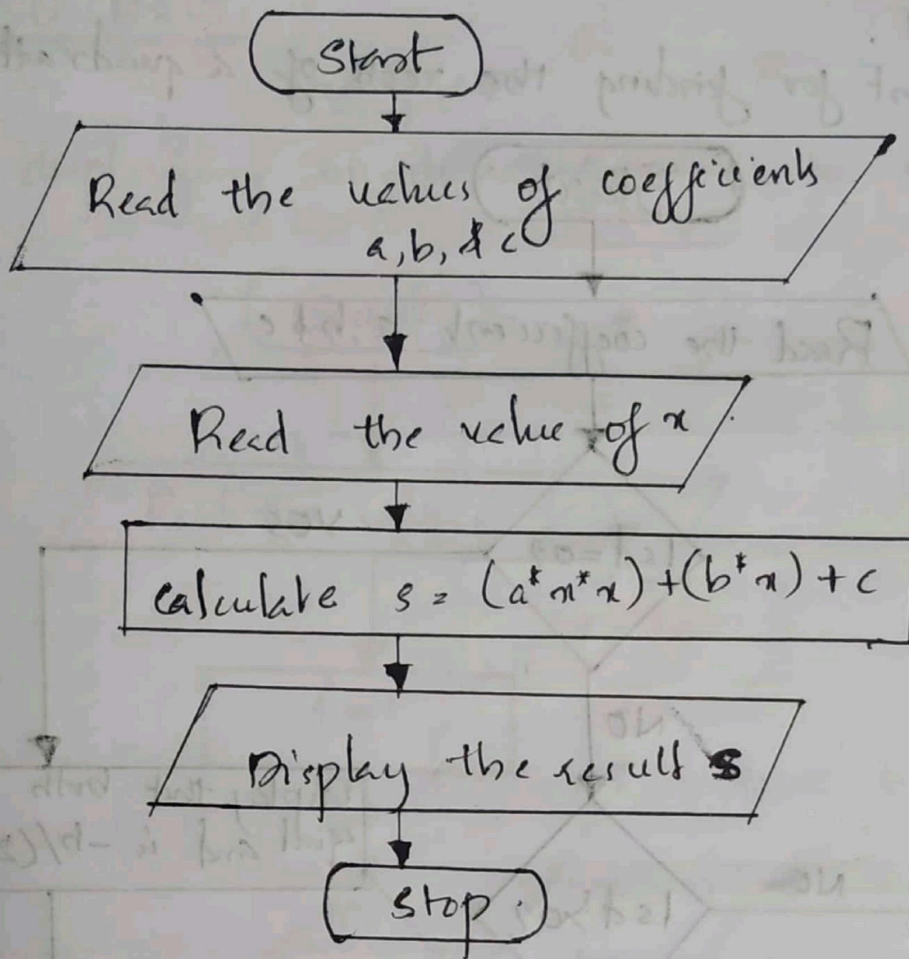 Start
Read the values of coefficients
a, b, & c
Read the value of x
calculate s = (a*x*x) + (b*x) + c
Display the result s
Stop